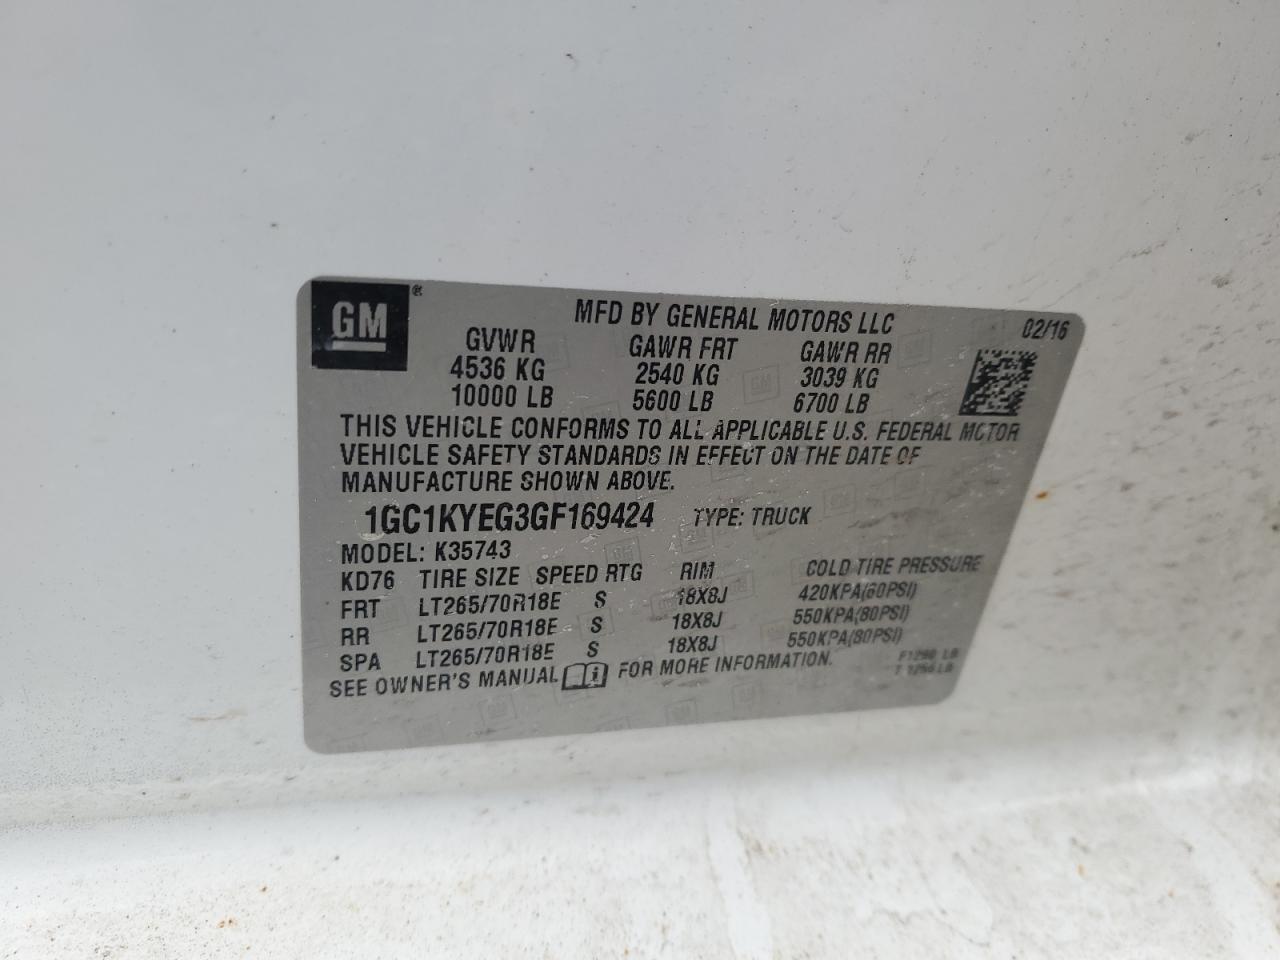 GM ®
MFD BY GENERAL MOTORS LLC 02/16
GVWR GAWR FRT GAWR RR
4536 KG 2540 KG 3039 KG
10000 LB 5600 LB 6700 LB
THIS VEHICLE CONFORMS TO ALL APPLICABLE U.S. FEDERAL MOTOR
VEHICLE SAFETY STANDARDS IN EFFECT ON THE DATE OF
MANUFACTURE SHOWN ABOVE.
1GC1KYEG3GF169424 TYPE: TRUCK
MODEL: K35743
KD76 TIRE SIZE SPEED RTG RIM COLD TIRE PRESSURE
FRT LT265/70R18E S 18X8J 420KPA(60PSI)
RR LT265/70R18E S 18X8J 550KPA(80PSI)
SPA LT265/70R18E S 18X8J 550KPA(80PSI)
SEE OWNER'S MANUAL FOR MORE INFORMATION.